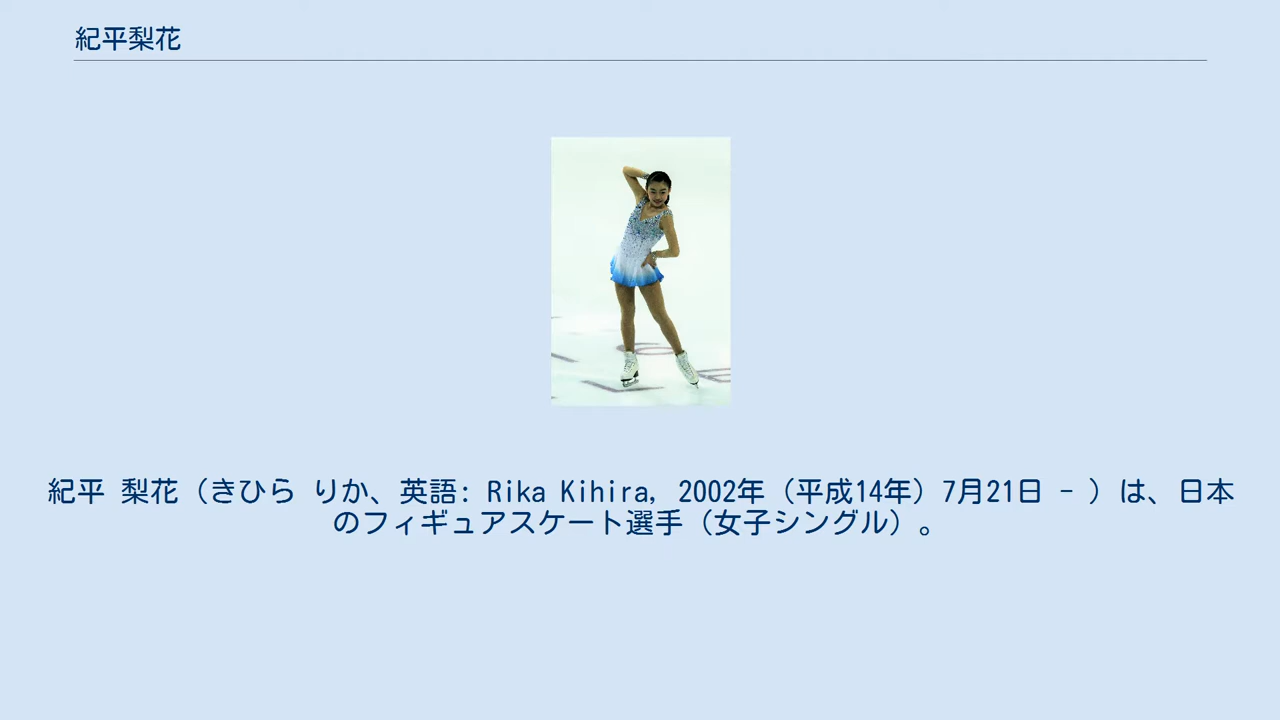 紀平梨花
紀平 梨花（きひら りか、英語: Rika Kihira, 2002年（平成14年）7月21日 - ）は、日本
のフィギュアスケート選手（女子シングル）。